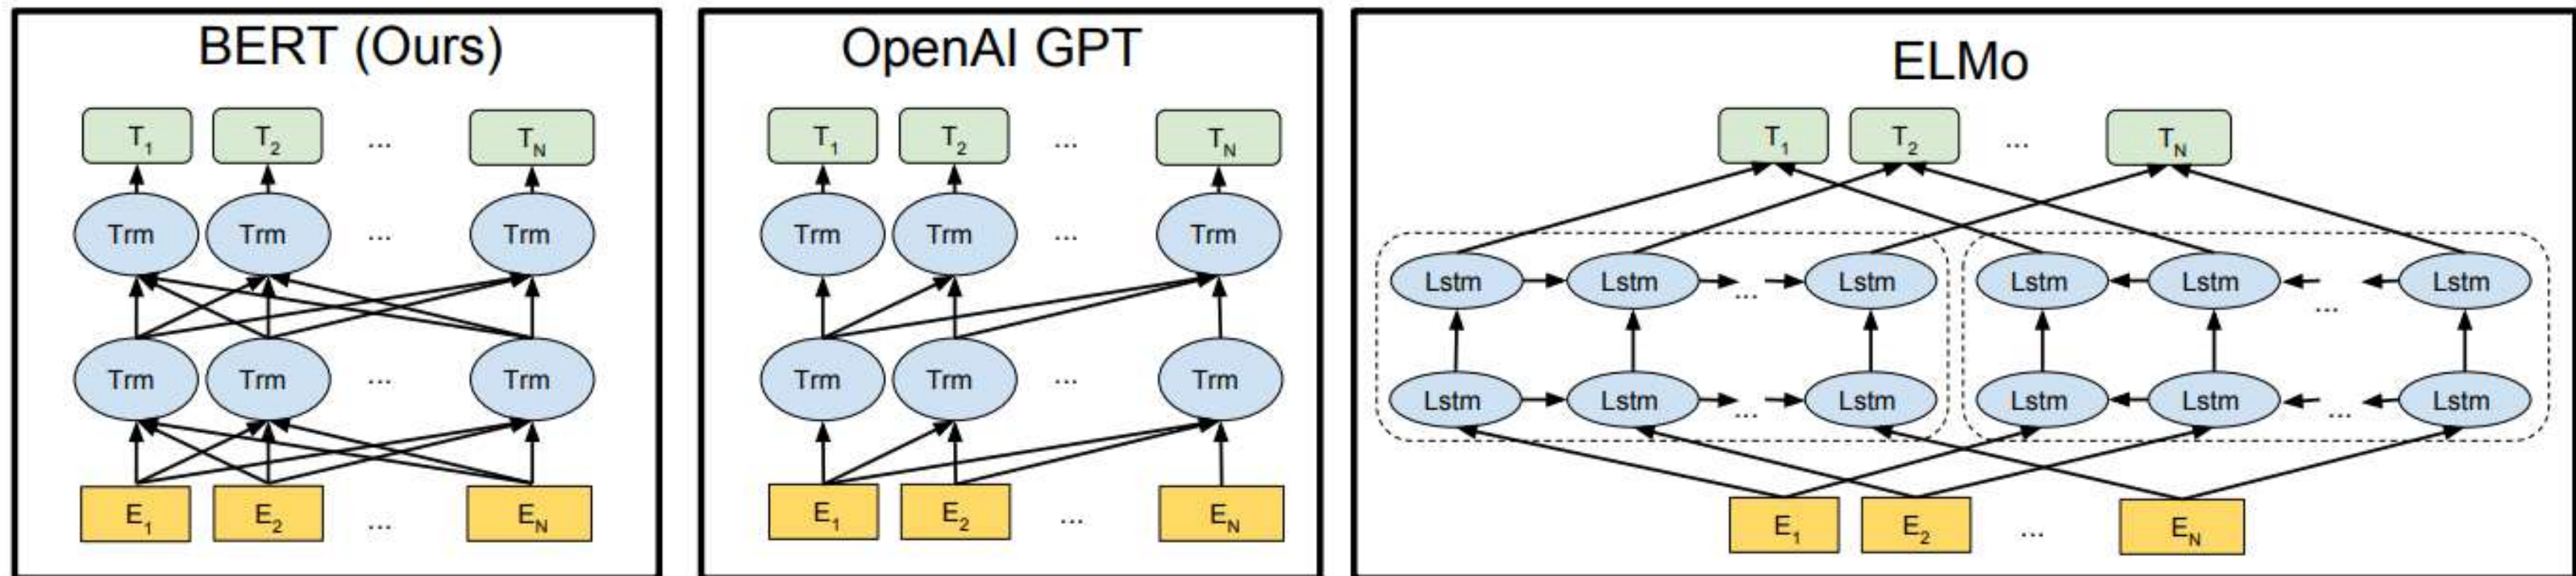 BERT (Ours)
T1 T2 ... TN
Trm Trm ... Trm
Trm Trm ... Trm
E1 E2 ... EN
OpenAI GPT
T1 T2 ... TN
Trm Trm ... Trm
Trm Trm ... Trm
E1 E2 ... EN
ELMo
T1 T2 ... TN
Lstm Lstm ... Lstm Lstm Lstm ... Lstm
Lstm Lstm ... Lstm Lstm Lstm ... Lstm
E1 E2 ... EN